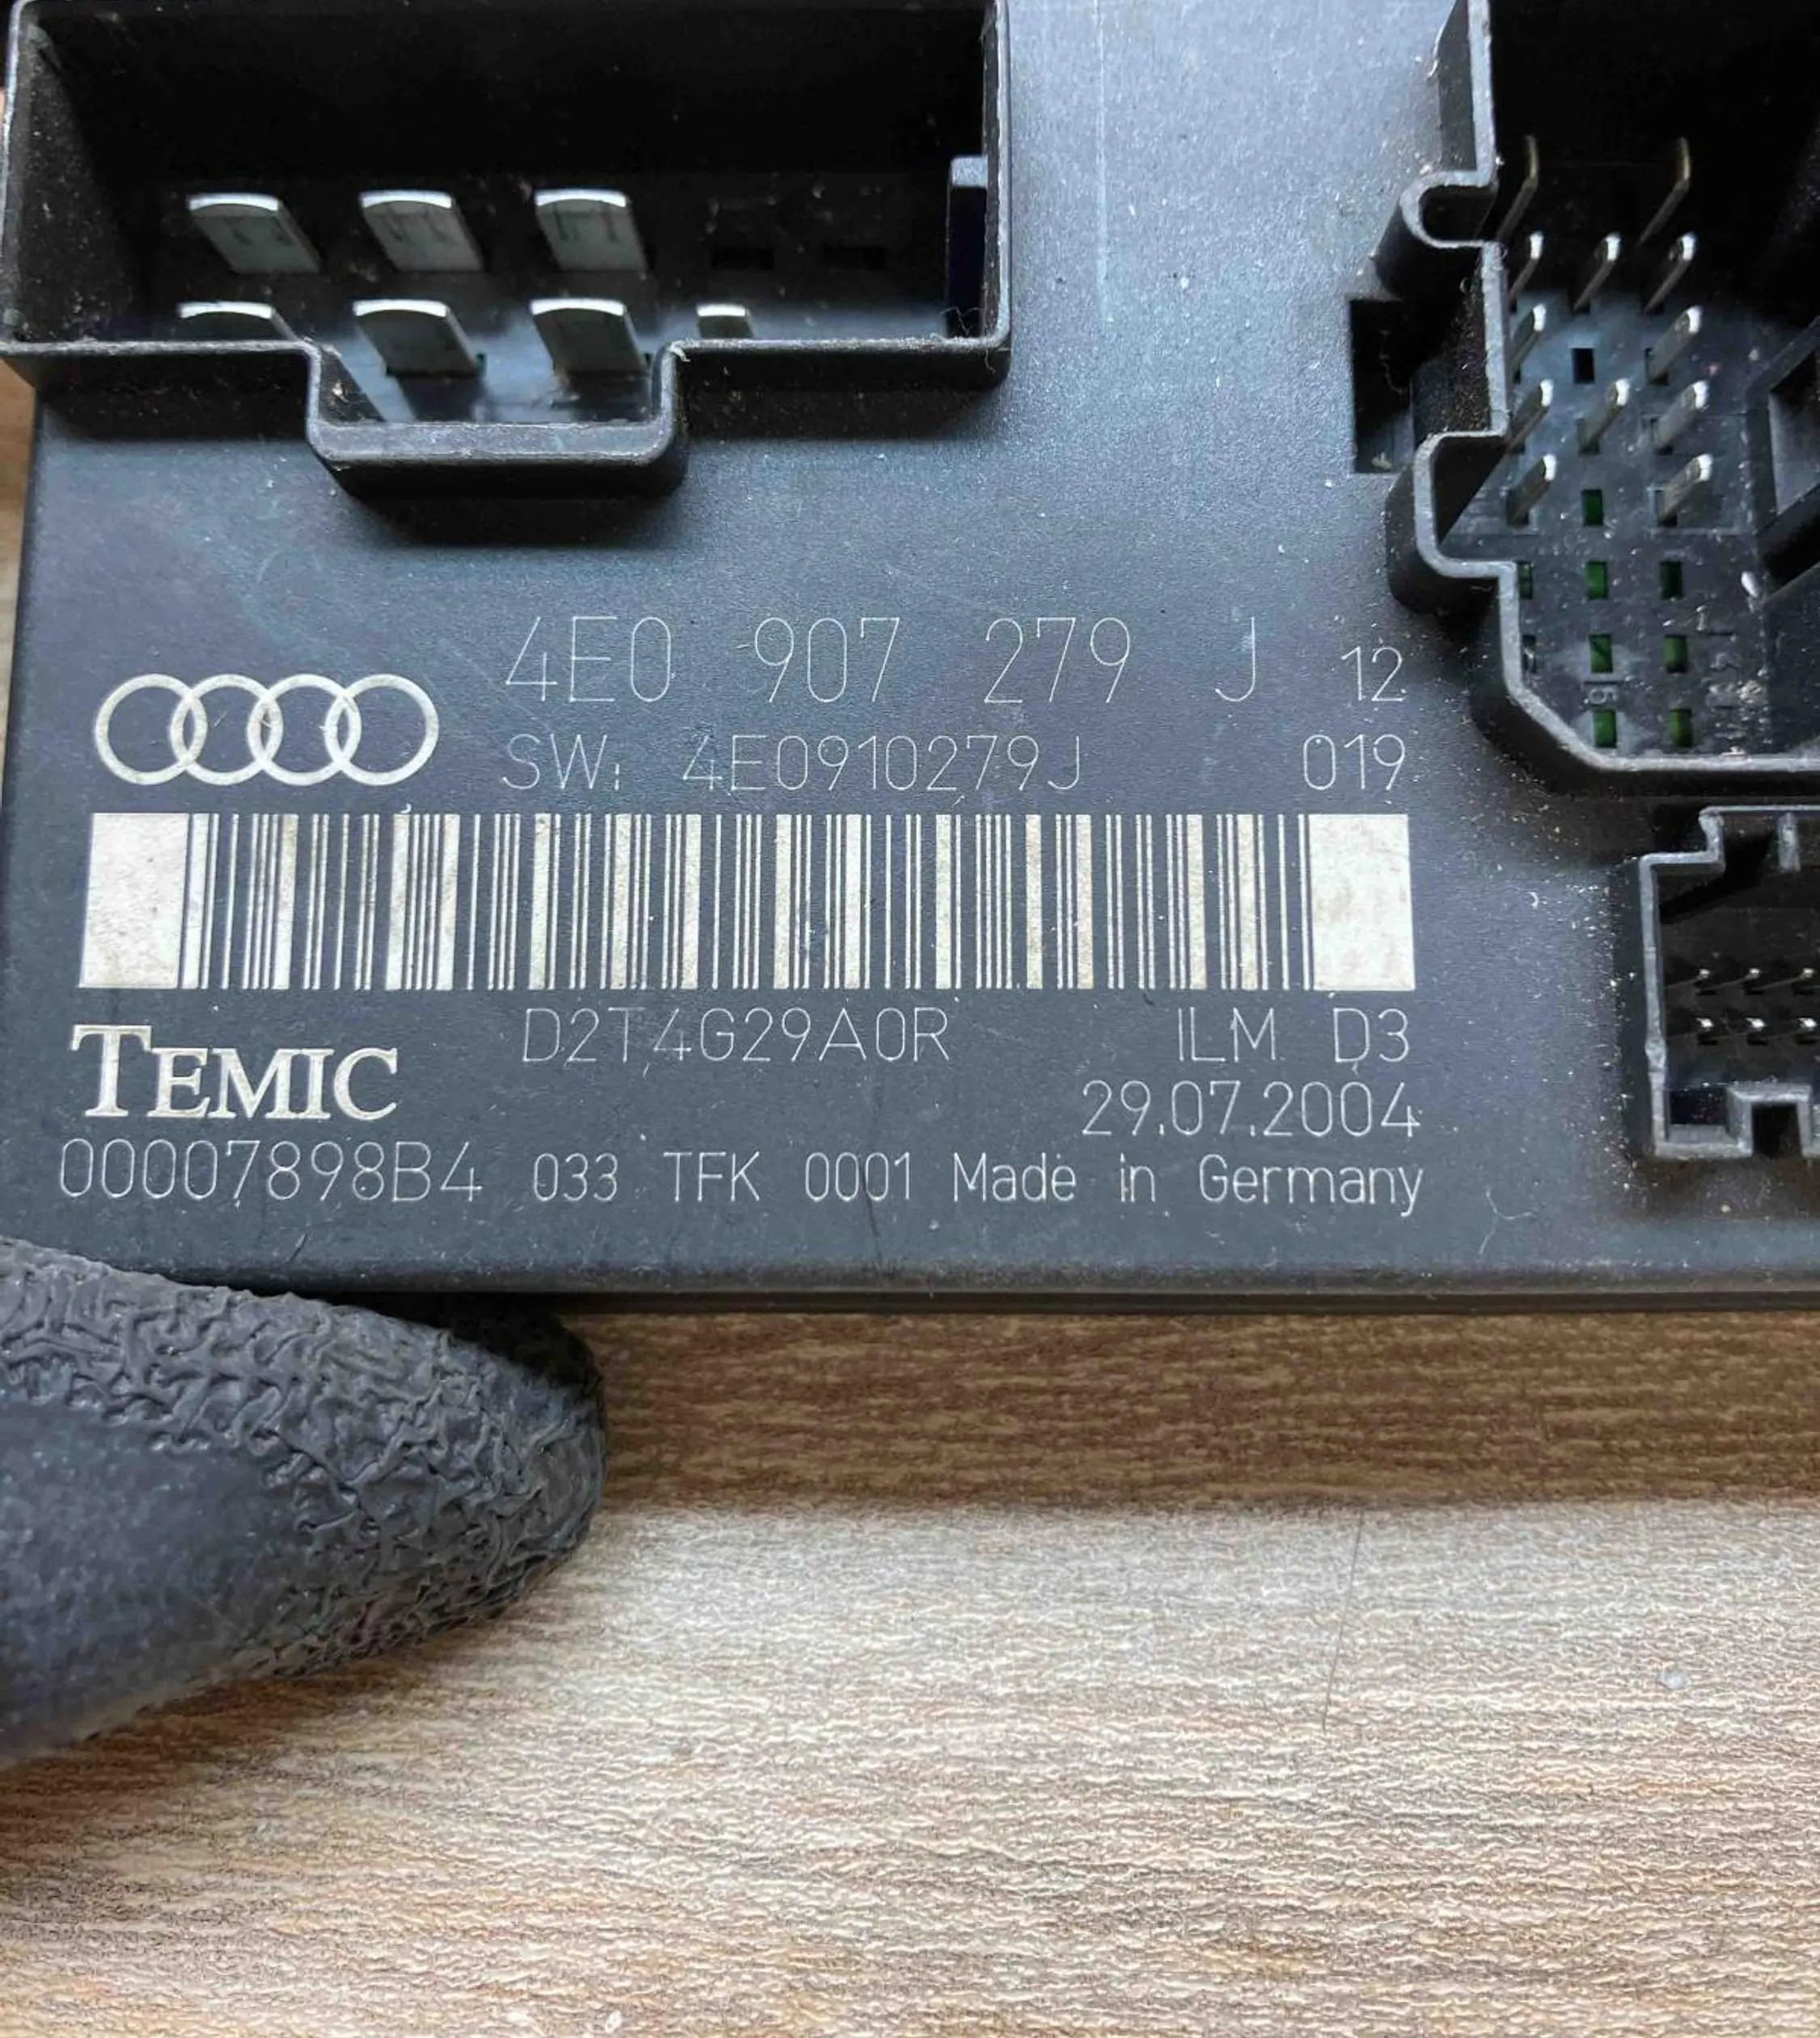 4E0 907 279 J 12
SW: 4E0910279J 019
TEMIC D2T4G29A0R ILM D3
29.07.2004
00007898B4 033 TFK 0001 Made in Germany